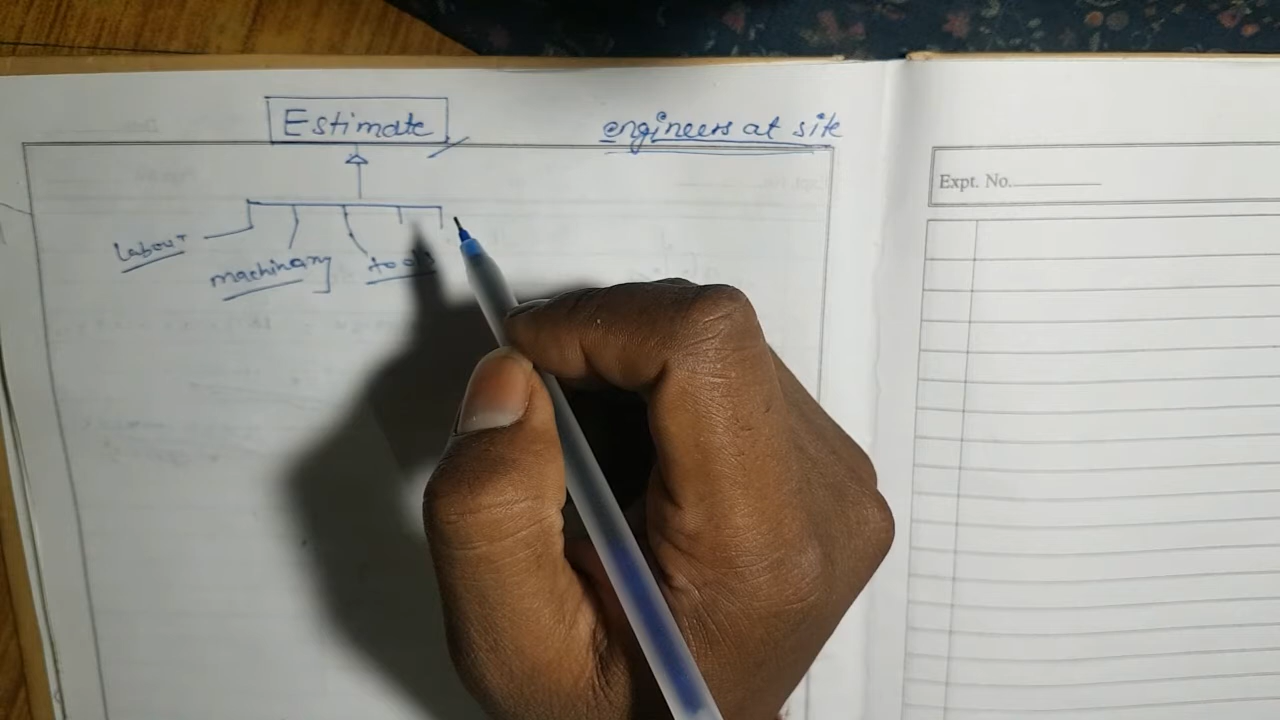 Estimate
engineers at site
Expt. No.
labour
machinary
tools